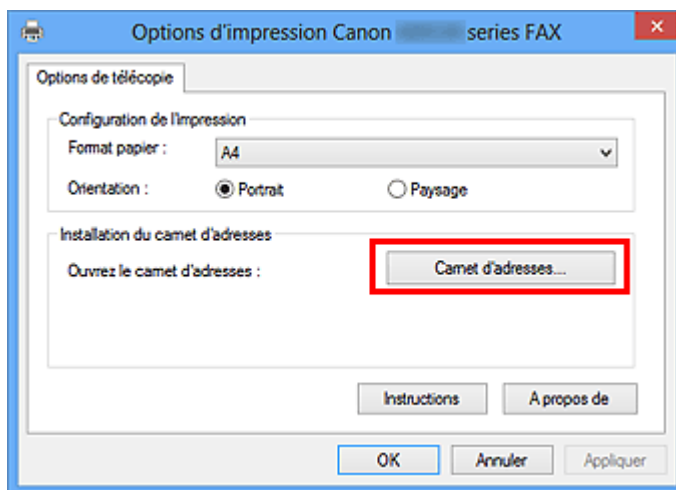 Options d'impression Canon series FAX
Options de télécopie
Configuration de l'impression
Format papier : A4
Orientation : Portrait Paysage
Installation du carnet d'adresses
Ouvrez le carnet d'adresses : Carnet d'adresses...
Instructions A propos de
OK Annuler Appliquer